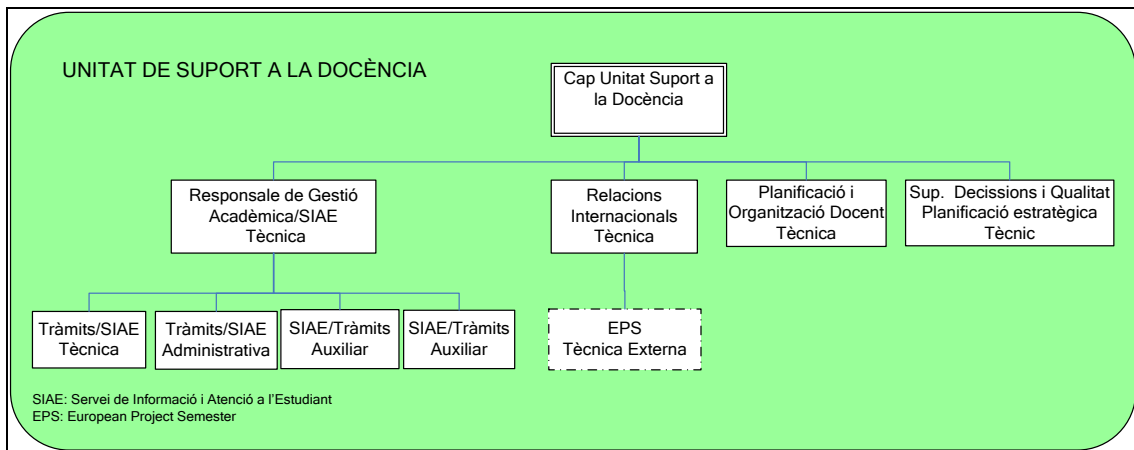 UNITAT DE SUPORT A LA DOCÈNCIA
Cap Unitat Suport a
la Docència
Responsale de Gestió
Acadèmica/SIAE
Tècnica
Relacions
Internacionals
Tècnica
Planificació i
Organització Docent
Tècnica
Sup. Decissions i Qualitat
Planificació estratègica
Tècnic
Tràmits/SIAE
Tècnica
Tràmits/SIAE
Administrativa
SIAE/Tràmits
Auxiliar
SIAE/Tràmits
Auxiliar
EPS
Tècnica Externa
SIAE: Servei de Informació i Atenció a l’Estudiant
EPS: European Project Semester